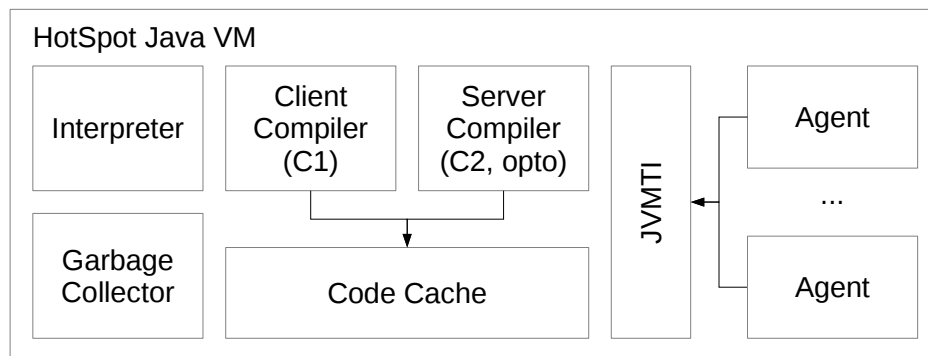 HotSpot Java VM
Interpreter
Client
Compiler
(C1)
Server
Compiler
(C2, opto)
Garbage
Collector
Code Cache
JVMTI
Agent
...
Agent